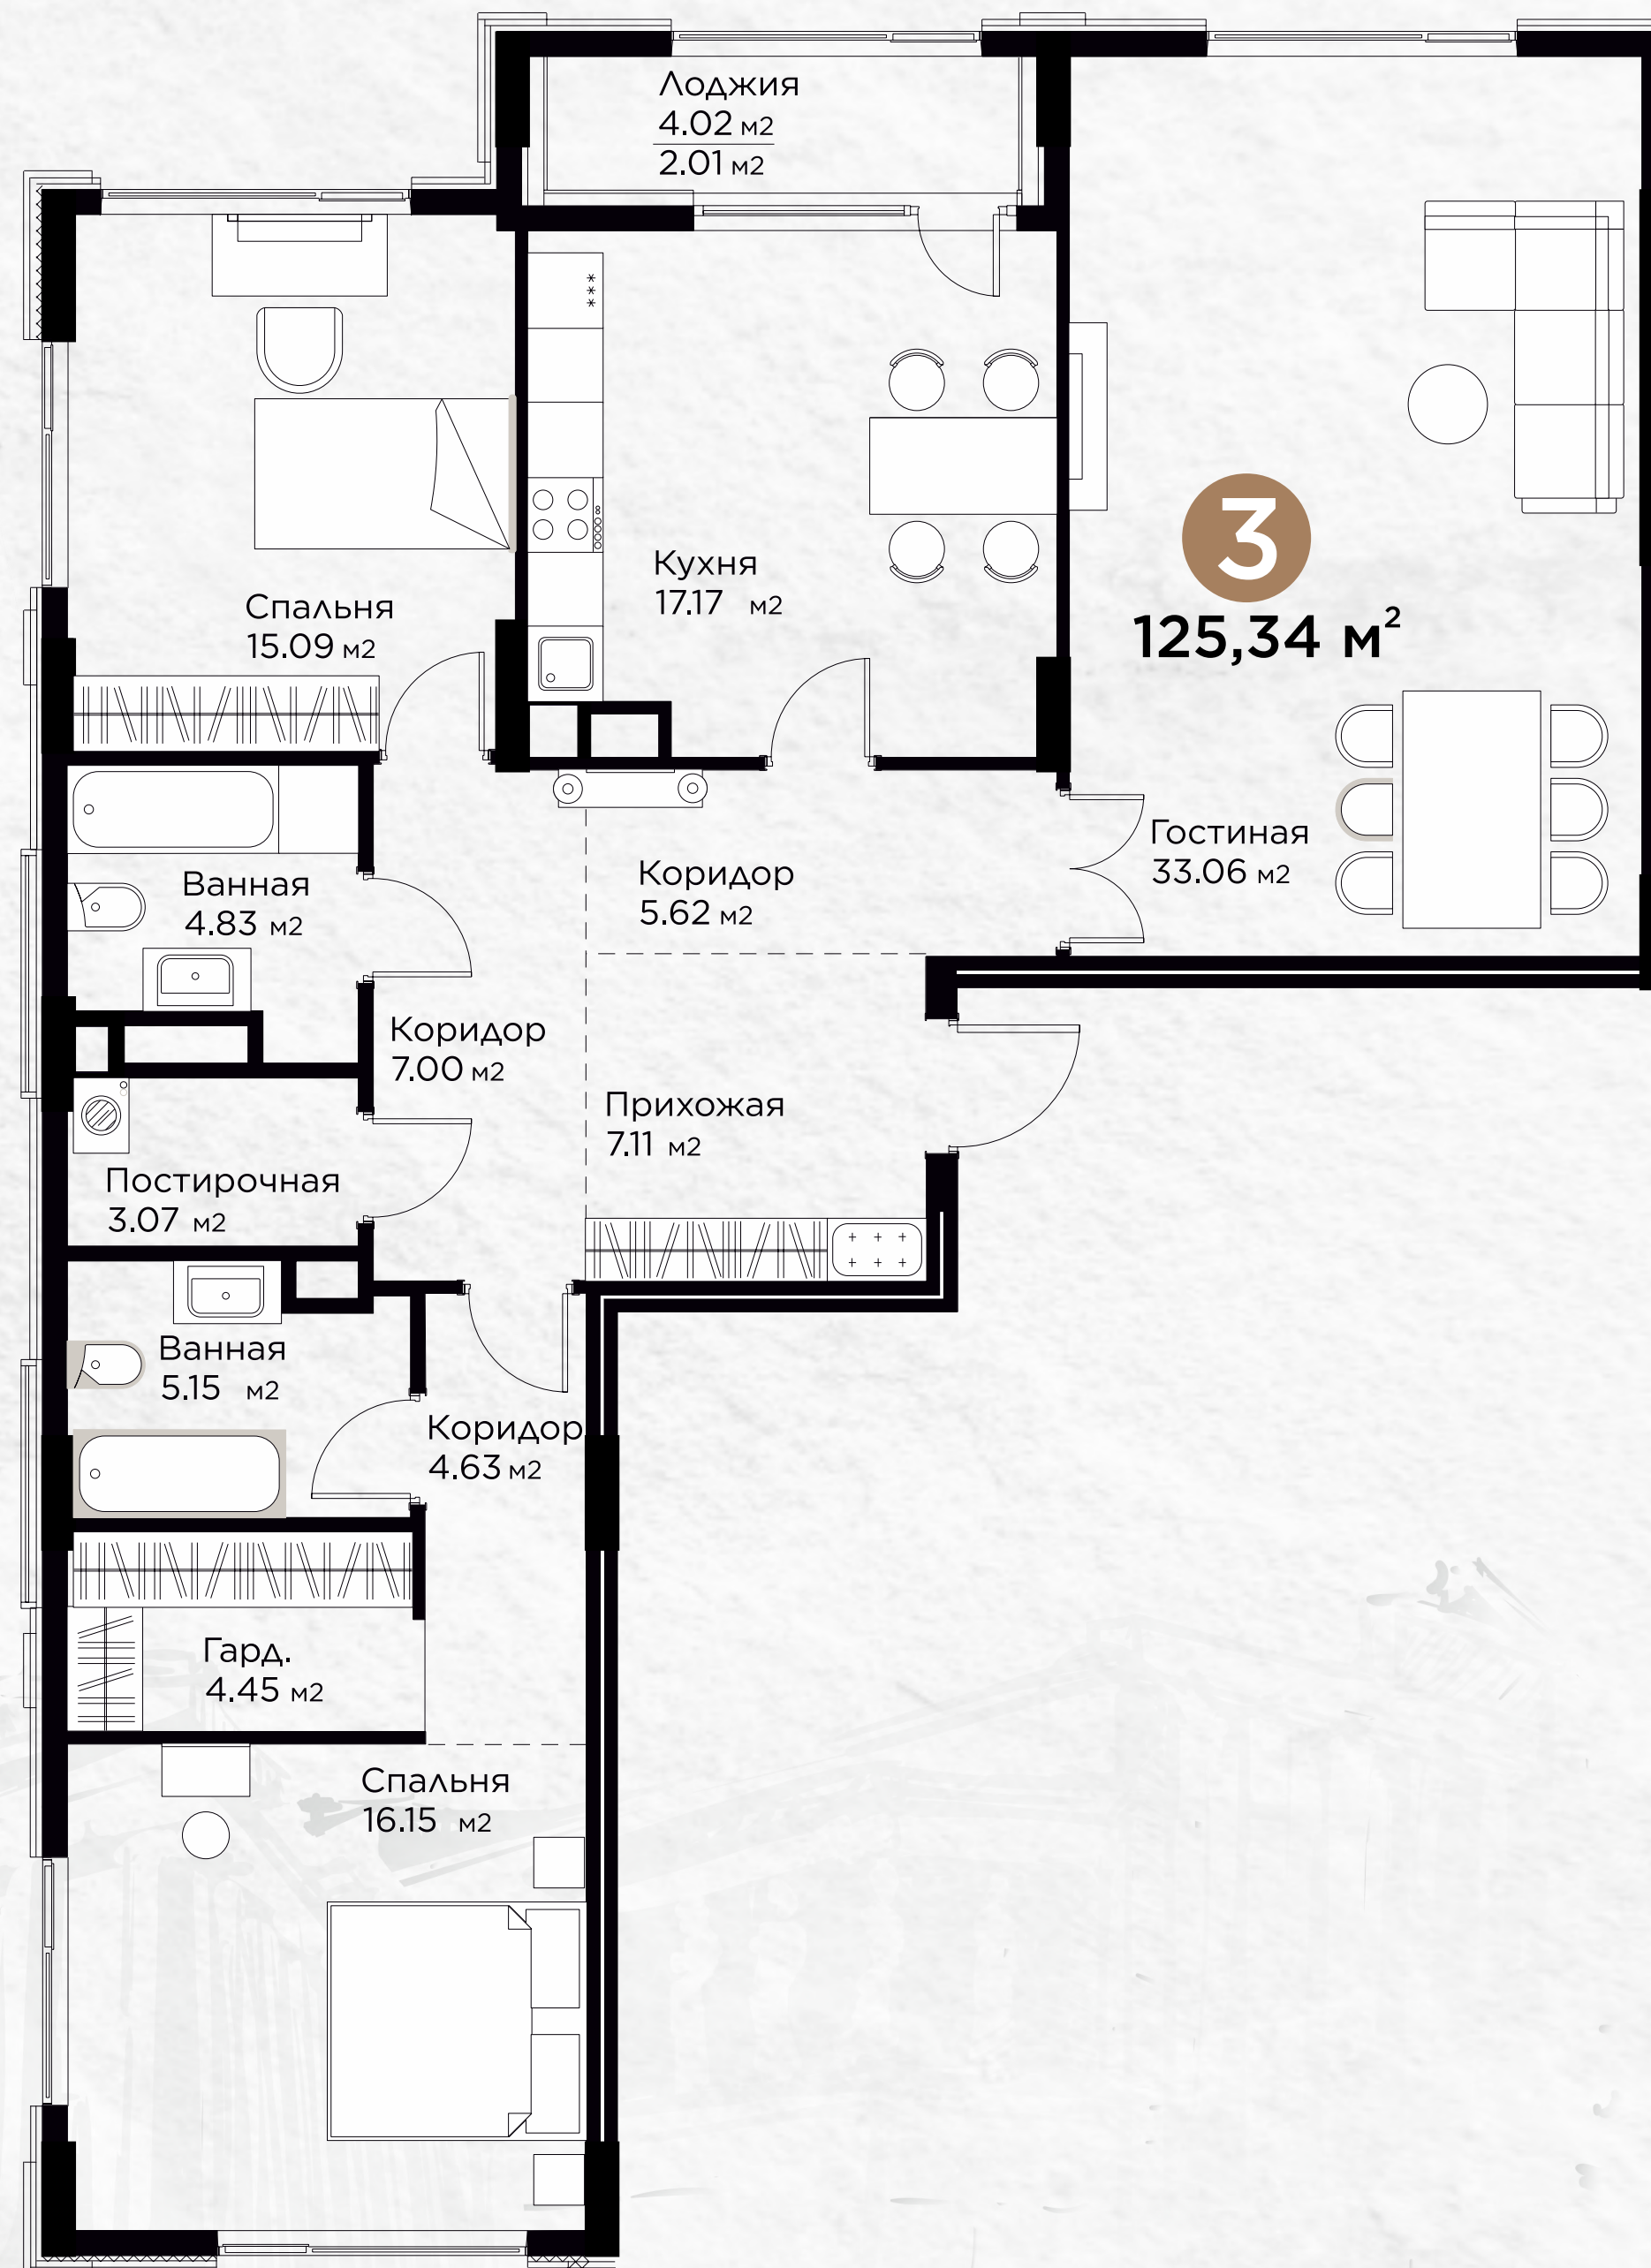 Лоджия
4.02 м2
2.01 м2
Спальня
15.09 м2
Кухня
17.17 м2
3
125,34 м²
Гостиная
33.06 м2
Ванная
4.83 м2
Коридор
5.62 м2
Коридор
7.00 м2
Прихожая
7.11 м2
Постирочная
3.07 м2
Ванная
5.15 м2
Коридор
4.63 м2
Гард.
4.45 м2
Спальня
16.15 м2